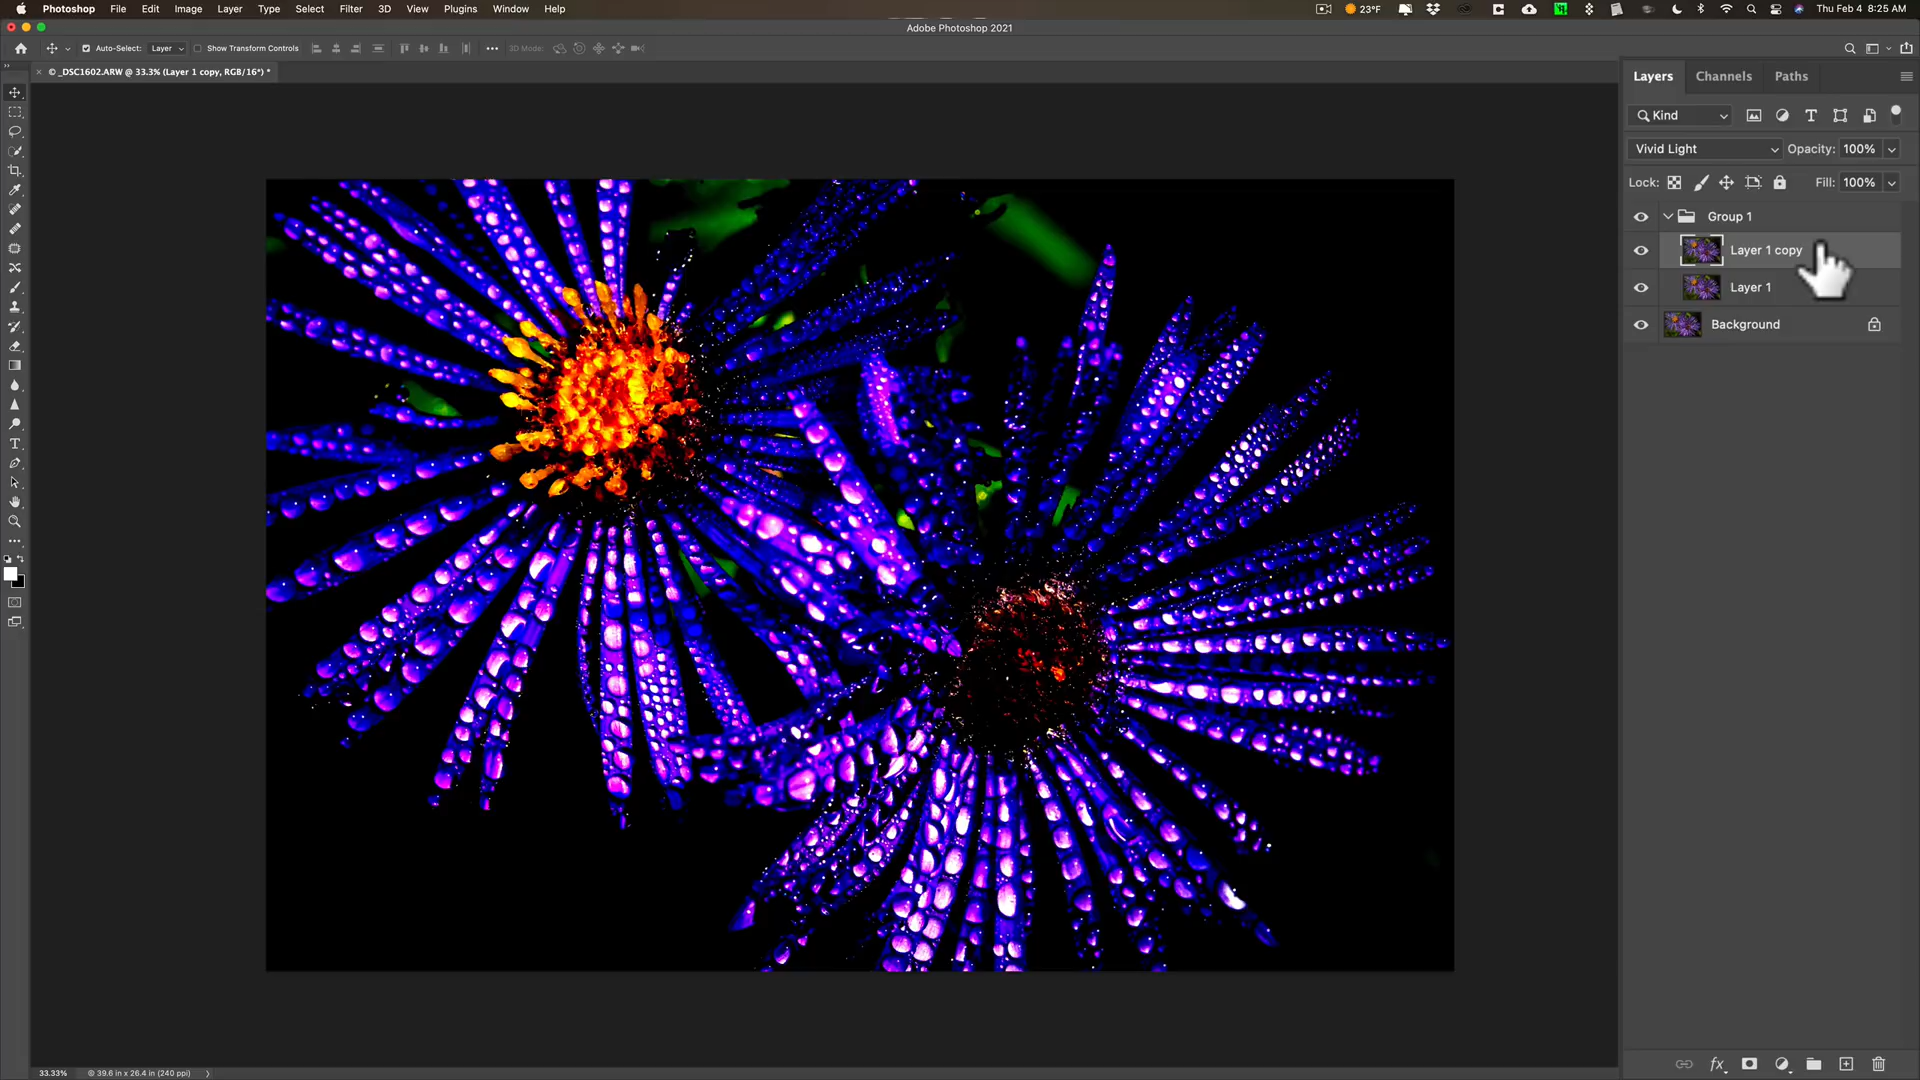 Photoshop File Edit Image Layer Type Select Filter 3D View Plugins Window Help 23°F Thu Feb 4 8:25 AM
Adobe Photoshop 2021
Auto-Select: Layer Show Transform Controls 3D Mode:
× © _DSC1602.ARW @ 33.3% (Layer 1 copy, RGB/16*) *
Layers Channels Paths
Kind
Vivid Light Opacity: 100%
Lock: Fill: 100%
Group 1
Layer 1 copy
Layer 1
Background
fx
33.33% 39.6 in x 26.4 in (240 ppi)